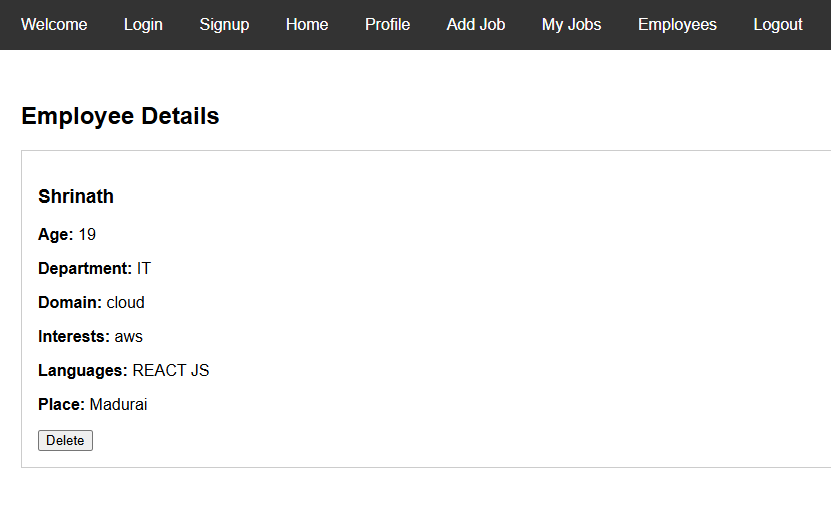 Welcome Login Signup Home Profile Add Job My Jobs Employees Logout
Employee Details
Shrinath
Age: 19
Department: IT
Domain: cloud
Interests: aws
Languages: REACT JS
Place: Madurai
Delete